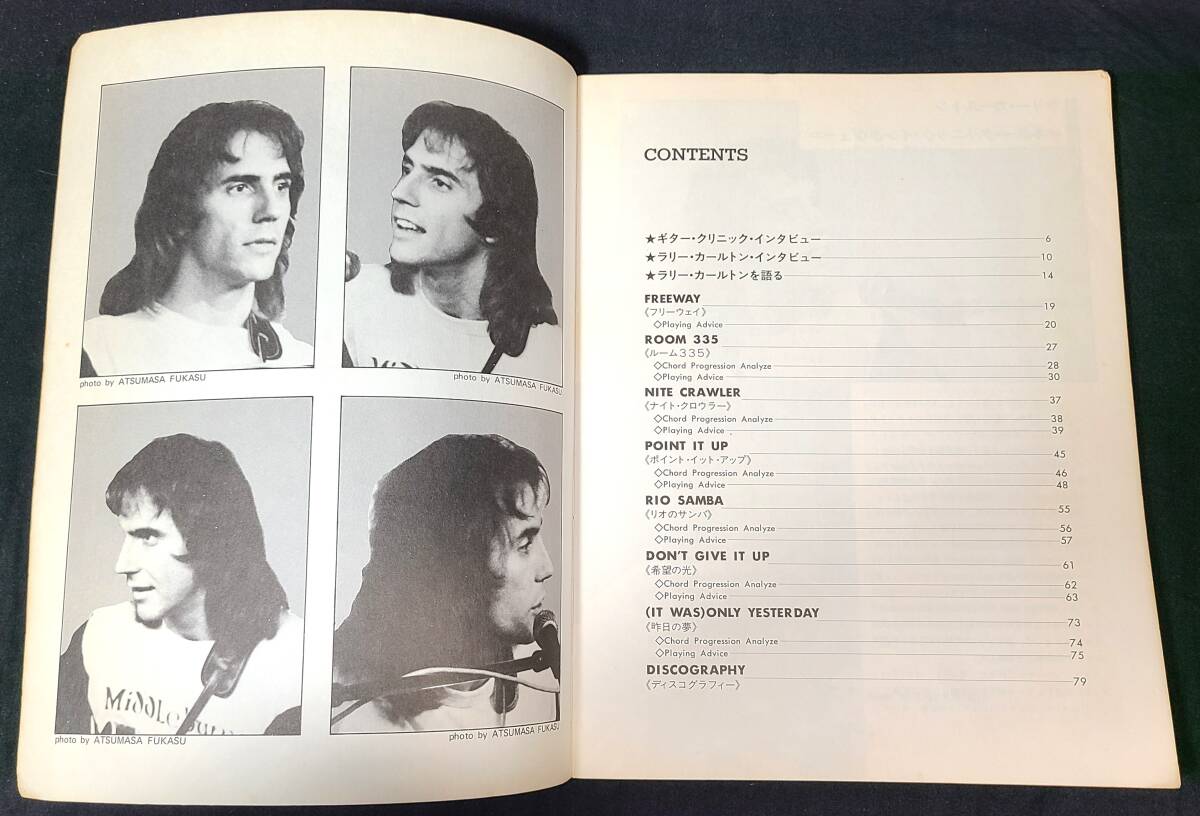 photo by ATSUMASA FUKASU
photo by ATSUMASA FUKASU
MiddLebury
photo by ATSUMASA FUKASU
photo by ATSUMASA FUKASU
CONTENTS
★ギター・クリニック・インタビュー 6
★ラリー・カールトン・インタビュー 10
★ラリー・カールトンを語る 14
FREEWAY 19
《フリーウェイ》
◇Playing Advice 20
ROOM 335 27
《ルーム335》
◇Chord Progression Analyze 28
◇Playing Advice 30
NITE CRAWLER 37
《ナイト・クロウラー》
◇Chord Progression Analyze 38
◇Playing Advice 39
POINT IT UP 45
《ポイント・イット・アップ》
◇Chord Progression Analyze 46
◇Playing Advice 48
RIO SAMBA 55
《リオのサンバ》
◇Chord Progression Analyze 56
◇Playing Advice 57
DON'T GIVE IT UP 61
《希望の光》
◇Chord Progression Analyze 62
◇Playing Advice 63
(IT WAS)ONLY YESTERDAY 73
《昨日の夢》
◇Chord Progression Analyze 74
◇Playing Advice 75
DISCOGRAPHY 79
《ディスコグラフィー》